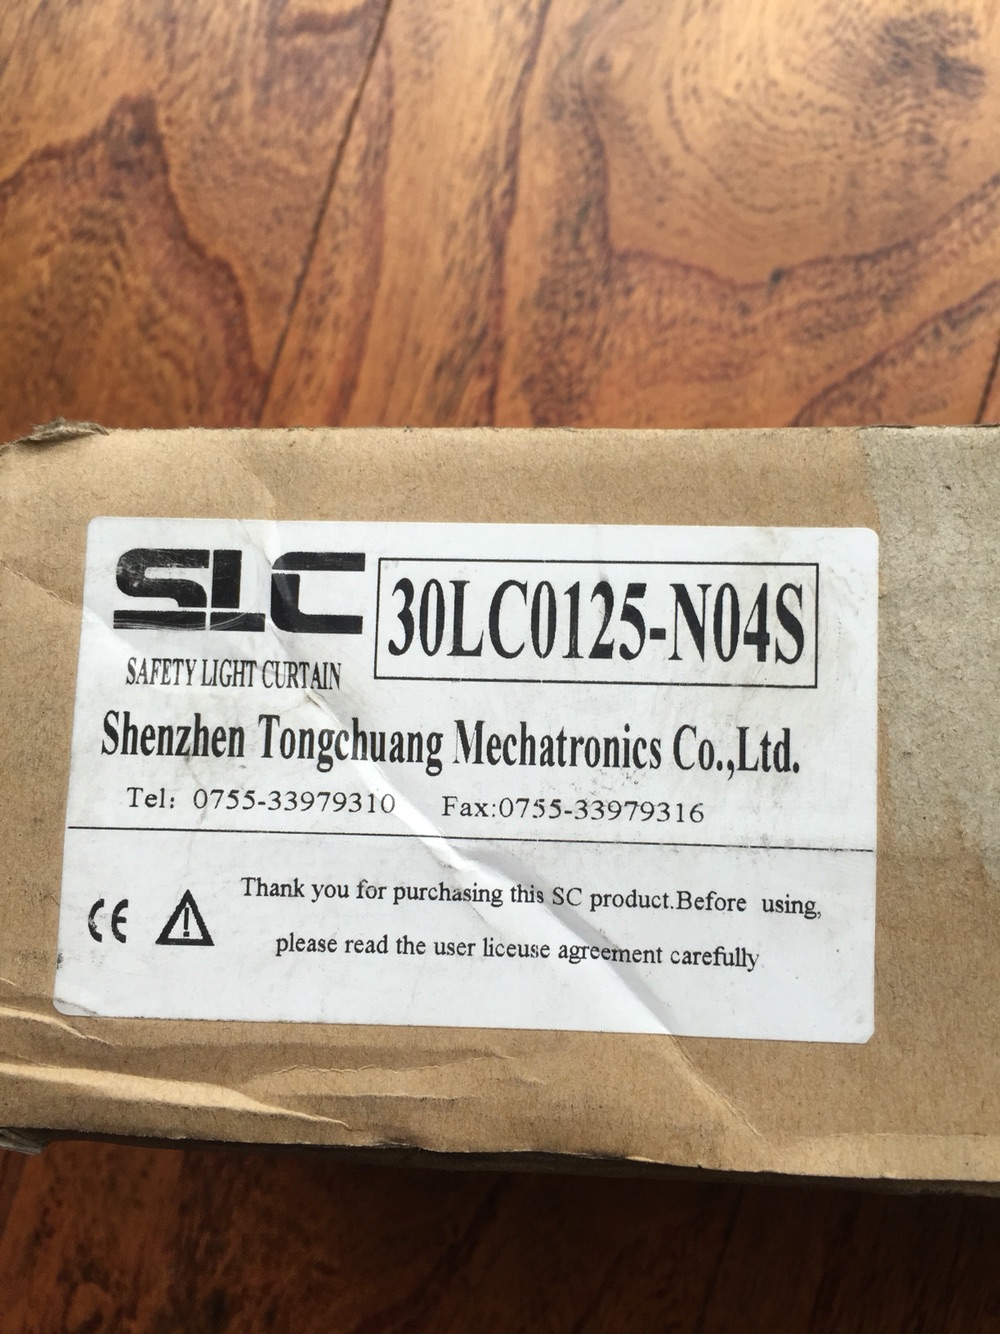 SLC
30LC0125-N04S
SAFETY LIGHT CURTAIN
Shenzhen Tongchuang Mechatronics Co.,Ltd.
Tel: 0755-33979310 Fax:0755-33979316
CE
Thank you for purchasing this SC product.Before using,
please read the user liceuse agreement carefully